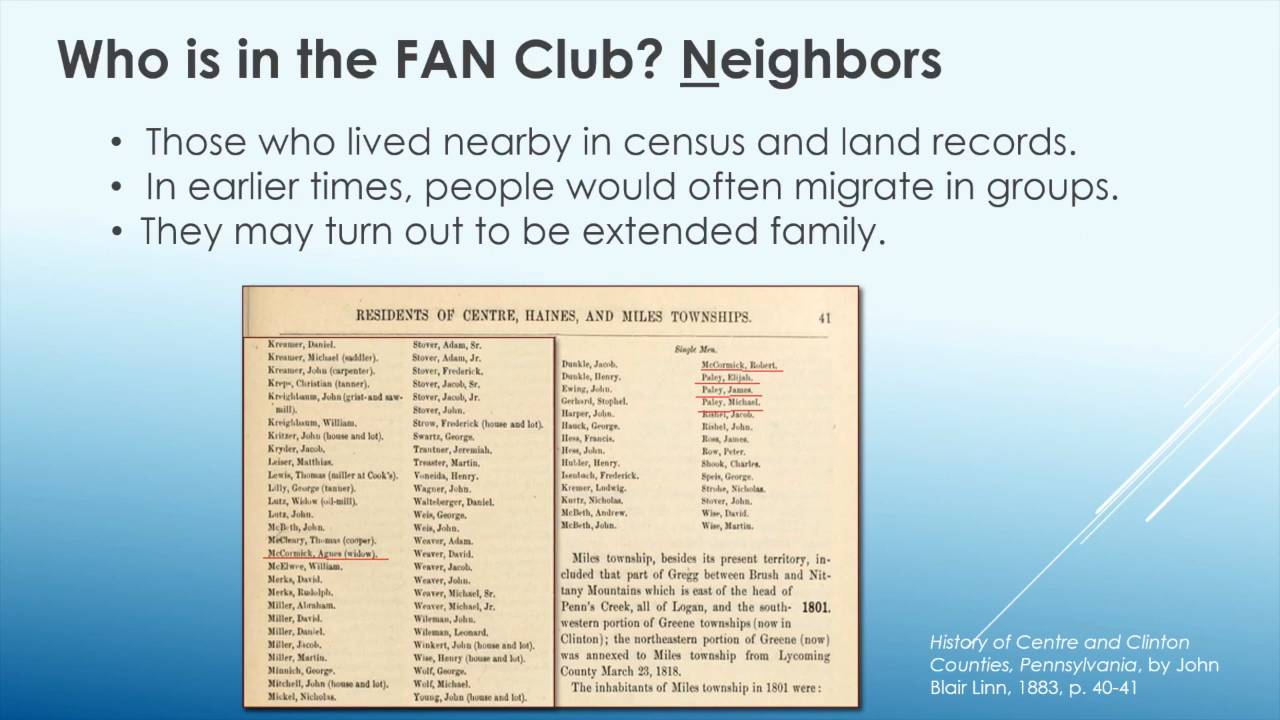 Who is in the FAN Club? Neighbors
• Those who lived nearby in census and land records.
• In earlier times, people would often migrate in groups.
• They may turn out to be extended family.
RESIDENTS OF CENTRE, HAINES, AND MILES TOWNSHIPS. 41
Kreamer, Daniel.
Kreamer, Michael (saddler).
Kreamer, John (carpenter).
Kreps, Christian (tanner).
Kreighbaum, John (grist-and saw-
mill).
Kreighbaum, William.
Kritzer, John (house and lot).
Kryder, Jacob.
Leiser, Matthias.
Lewis, Thomas (miller at Cook's).
Lilly, George (tanner).
Lutz, Widow (oil-mill).
Lutz, John.
McBeth, John.
McCleary, Thomas (cooper).
McCormick, Agnes (widow).
McElwee, William.
Merks, David.
Merks, Rudolph.
Miller, Abraham.
Miller, David.
Miller, Daniel.
Miller, Jacob.
Miller, Martin.
Minnich, George.
Mitchell, John (house and lot).
Mickel, Nicholas.
Stover, Adam, Sr.
Stover, Adam, Jr.
Stover, Frederick.
Stover, Jacob, Sr.
Stover, Jacob, Jr.
Stover, John.
Strow, Frederick (house and lot).
Swartz, George.
Trantner, Jeremiah.
Treaster, Martin.
Voneida, Henry.
Wagner, John.
Walteberger, Daniel.
Weis, George.
Weis, John.
Weaver, Adam.
Weaver, David.
Weaver, Jacob.
Weaver, John.
Weaver, Michael, Sr.
Weaver, Michael, Jr.
Wileman, John.
Wileman, Leonard.
Winkert, John (house and lot).
Wise, Henry (house and lot).
Wolf, George.
Wolf, Michael.
Young, John (house and lot).
Single Men.
Dunkle, Jacob.
Dunkle, Henry.
Ewing, John.
Gerhard, Stophel.
Harper, John.
Hauck, George.
Hess, Francis.
Hess, John.
Hubler, Henry.
Isenbach, Frederick.
Kremer, Ludwig.
Kurtz, Nicholas.
McBeth, Andrew.
McBeth, John.
McCormick, Robert.
Paley, Elijah.
Paley, James.
Paley, Michael.
Rishel, Jacob.
Rishel, John.
Ross, James.
Row, Peter.
Shook, Charles.
Speis, George.
Strohe, Nicholas.
Stover, John.
Wise, David.
Wise, Martin.
Miles township, besides its present territory, in-
cluded that part of Gregg between Brush and Nit-
tany Mountains which is east of the head of
Penn's Creek, all of Logan, and the south- 1801.
western portion of Greene townships (now in
Clinton); the northeastern portion of Greene (now)
was annexed to Miles township from Lycoming
County March 23, 1818.
The inhabitants of Miles township in 1801 were:
History of Centre and Clinton
Counties, Pennsylvania, by John
Blair Linn, 1883, p. 40-41